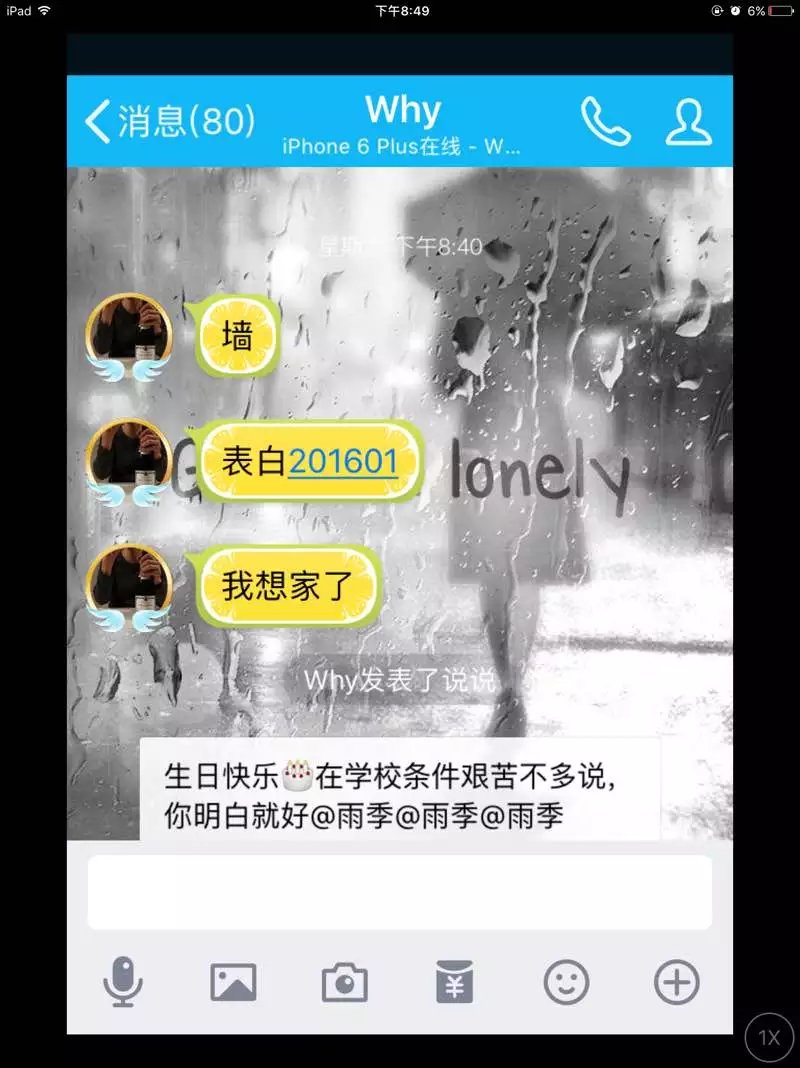 iPad 下午8:49 6%
消息(80) Why
iPhone 6 Plus在线 - W...
下午8:40
墙
表白201601
lonely
我想家了
Why发表了说说
生日快乐🎂在学校条件艰苦不多说,
你明白就好@雨季@雨季@雨季
¥
1X